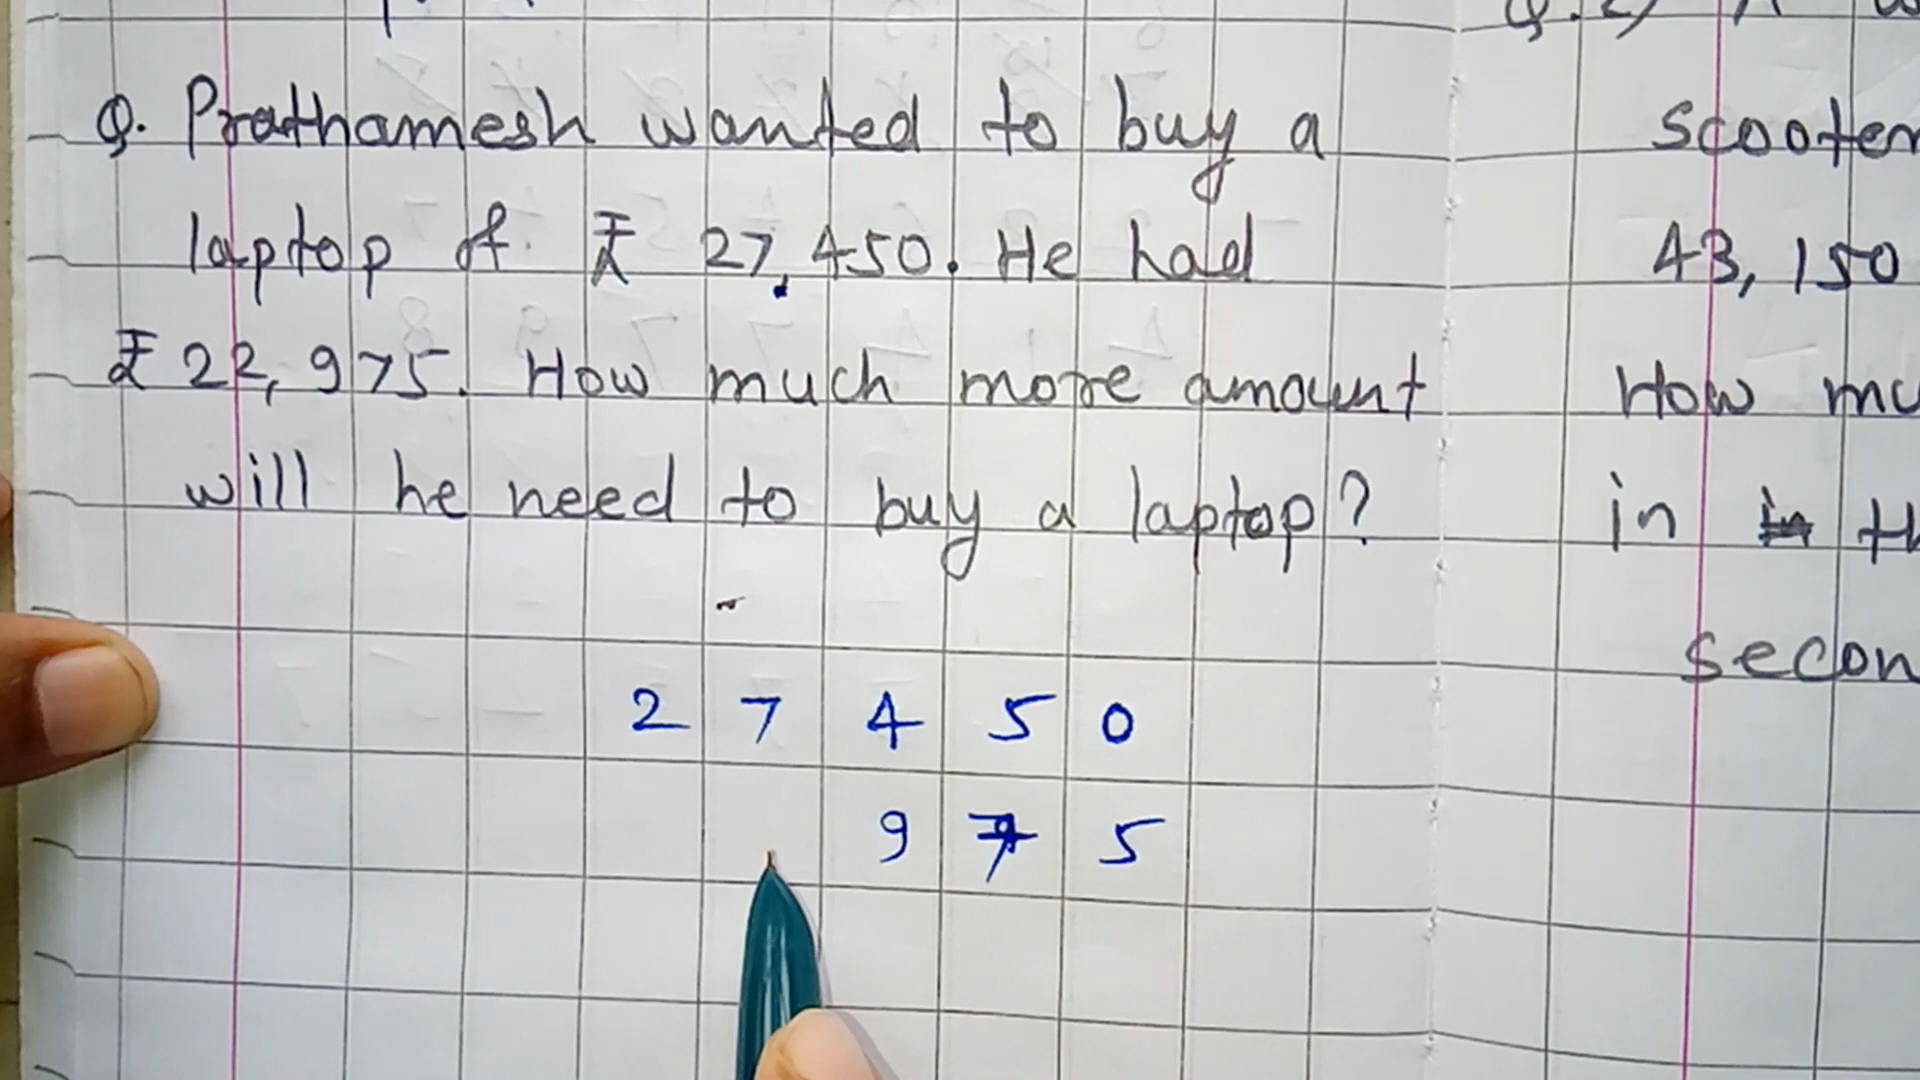 Q. Prathamesh wanted to buy a
laptop of ₹ 27,450. He had
₹ 22,975. How much more amount
will he need to buy a laptop?
2 7 4 5 0
9 7 5
scooter
43,150
How
in